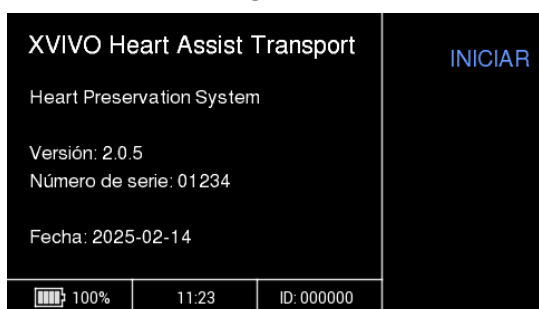 XVIVO Heart Assist Transport
INICIAR
Heart Preservation System
Versión: 2.0.5
Número de serie: 01234
Fecha: 2025-02-14
100%
11:23
ID: 000000